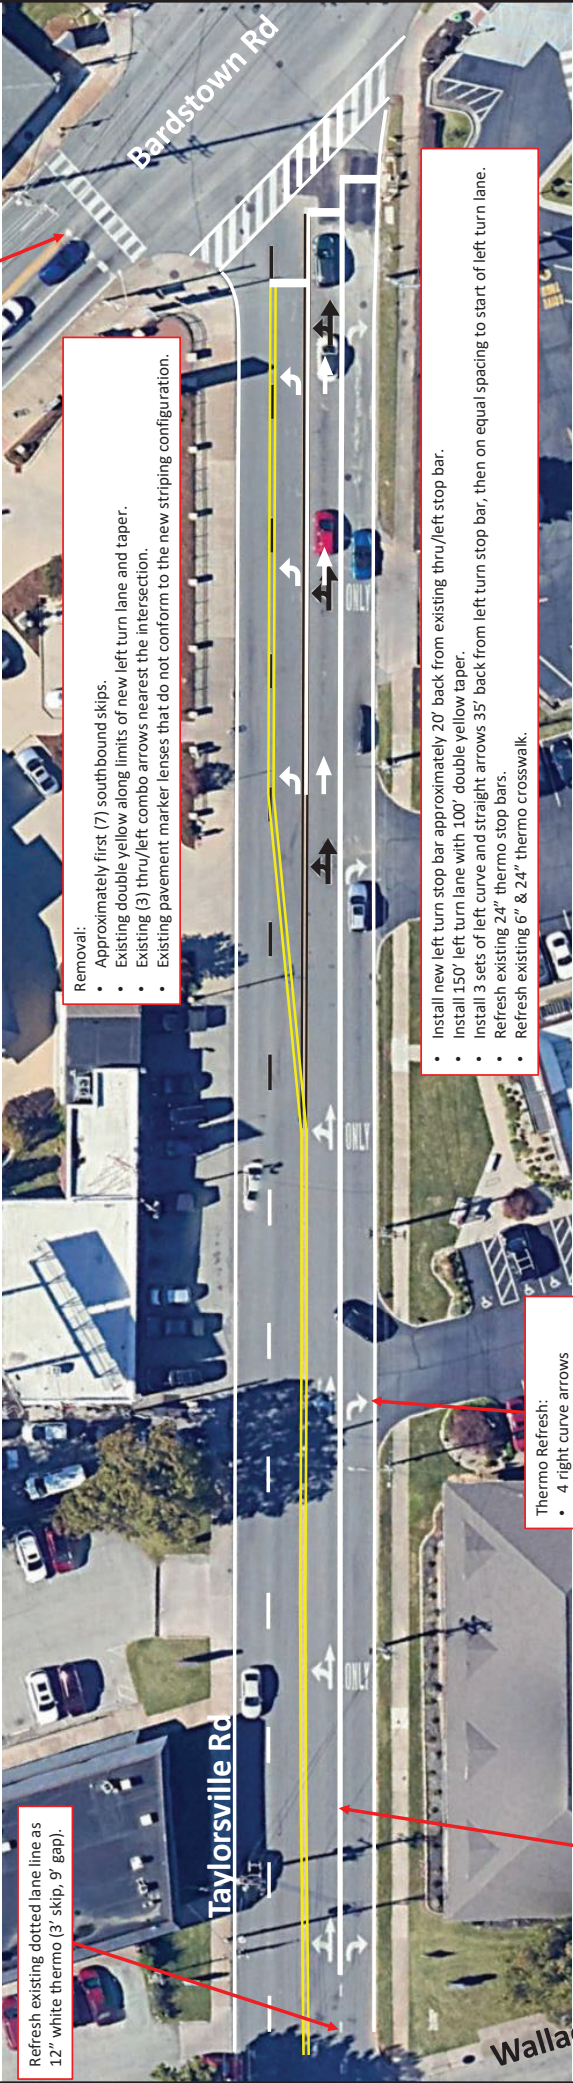 Bardstown Rd
Removal:
• Approximately first (7) southbound skips.
• Existing double yellow along limits of new left turn lane and taper.
• Existing (3) thru/left combo arrows nearest the intersection.
• Existing pavement marker lenses that do not conform to the new striping configuration.
Refresh existing dotted lane line as
12” white thermo (3’ skip, 9’ gap).
Taylorsville Rd
ONLY
ONLY
ONLY
• Install new left turn stop bar approximately 20’ back from existing thru/left stop bar.
• Install 150’ left turn lane with 100’ double yellow taper.
• Install 3 sets of left curve and straight arrows 35’ back from left turn stop bar, then on equal spacing to start of left turn lane.
• Refresh existing 24” thermo stop bars.
• Refresh existing 6” & 24” thermo crosswalk.
Thermo Refresh:
• 4 right curve arrows